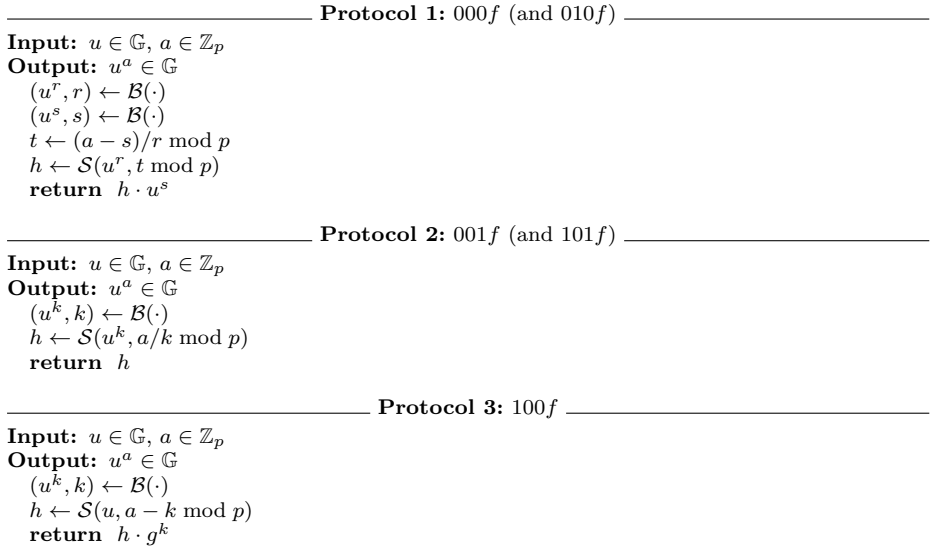 Protocol 1: 000f (and 010f)
Input: u ∈ 𝔾, a ∈ ℤ_p
Output: u^a ∈ 𝔾
(u^r, r) ← ℬ(·)
(u^s, s) ← ℬ(·)
t ← (a − s)/r mod p
h ← 𝒮(u^r, t mod p)
return h · u^s
Protocol 2: 001f (and 101f)
Input: u ∈ 𝔾, a ∈ ℤ_p
Output: u^a ∈ 𝔾
(u^k, k) ← ℬ(·)
h ← 𝒮(u^k, a/k mod p)
return h
Protocol 3: 100f
Input: u ∈ 𝔾, a ∈ ℤ_p
Output: u^a ∈ 𝔾
(u^k, k) ← ℬ(·)
h ← 𝒮(u, a − k mod p)
return h · g^k